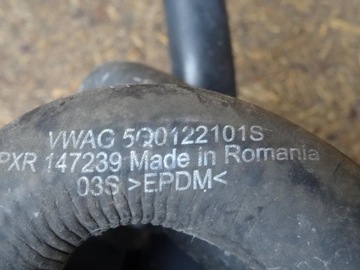 VWAG 5Q0122101S
PXR 147239 Made in Romania
03S >EPDM<